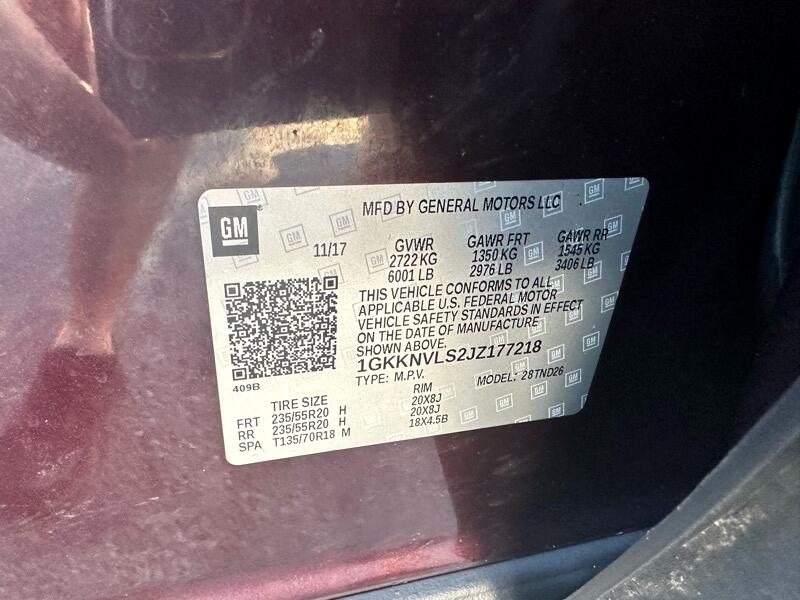 GM
MFD BY GENERAL MOTORS LLC
11/17 GVWR GAWR FRT GAWR RR
2722 KG 1350 KG 1545 KG
6001 LB 2976 LB 3406 LB
THIS VEHICLE CONFORMS TO ALL
APPLICABLE U.S. FEDERAL MOTOR
VEHICLE SAFETY STANDARDS IN EFFECT
ON THE DATE OF MANUFACTURE
SHOWN ABOVE.
1GKKNVLS2JZ177218
409B TYPE: M.P.V. MODEL: 28TND26
TIRE SIZE RIM
FRT 235/55R20 H 20X8J
RR 235/55R20 H 20X8J
SPA T135/70R18 M 18X4.5B